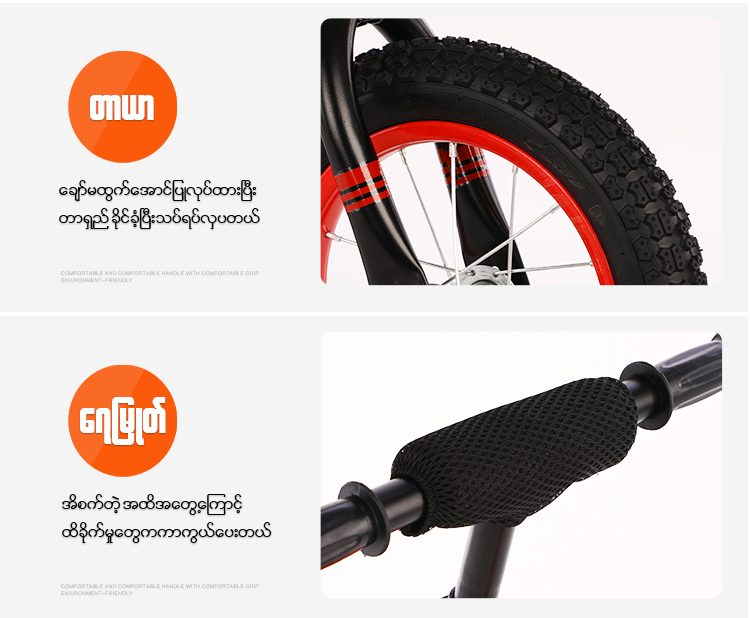 တာယာ
ချော်မထွက်အောင်ပြုလုပ်ထားပြီး
တာရှည် ခိုင်ခံ့ပြီးသပ်ရပ်လှပတယ်
COMFORTABLE AND COMFORTABLE HANDLE WITH COMFORTABLE GRIP
ENVIRONMENT-FRIENDLY
ရေမြှုတ်
အိစက်တဲ့ အထိအတွေ့ကြောင့်
ထိခိုက်မှုတွေကကာကွယ်ပေးတယ်
COMFORTABLE AND COMFORTABLE HANDLE WITH COMFORTABLE GRIP
ENVIRONMENT-FRIENDLY